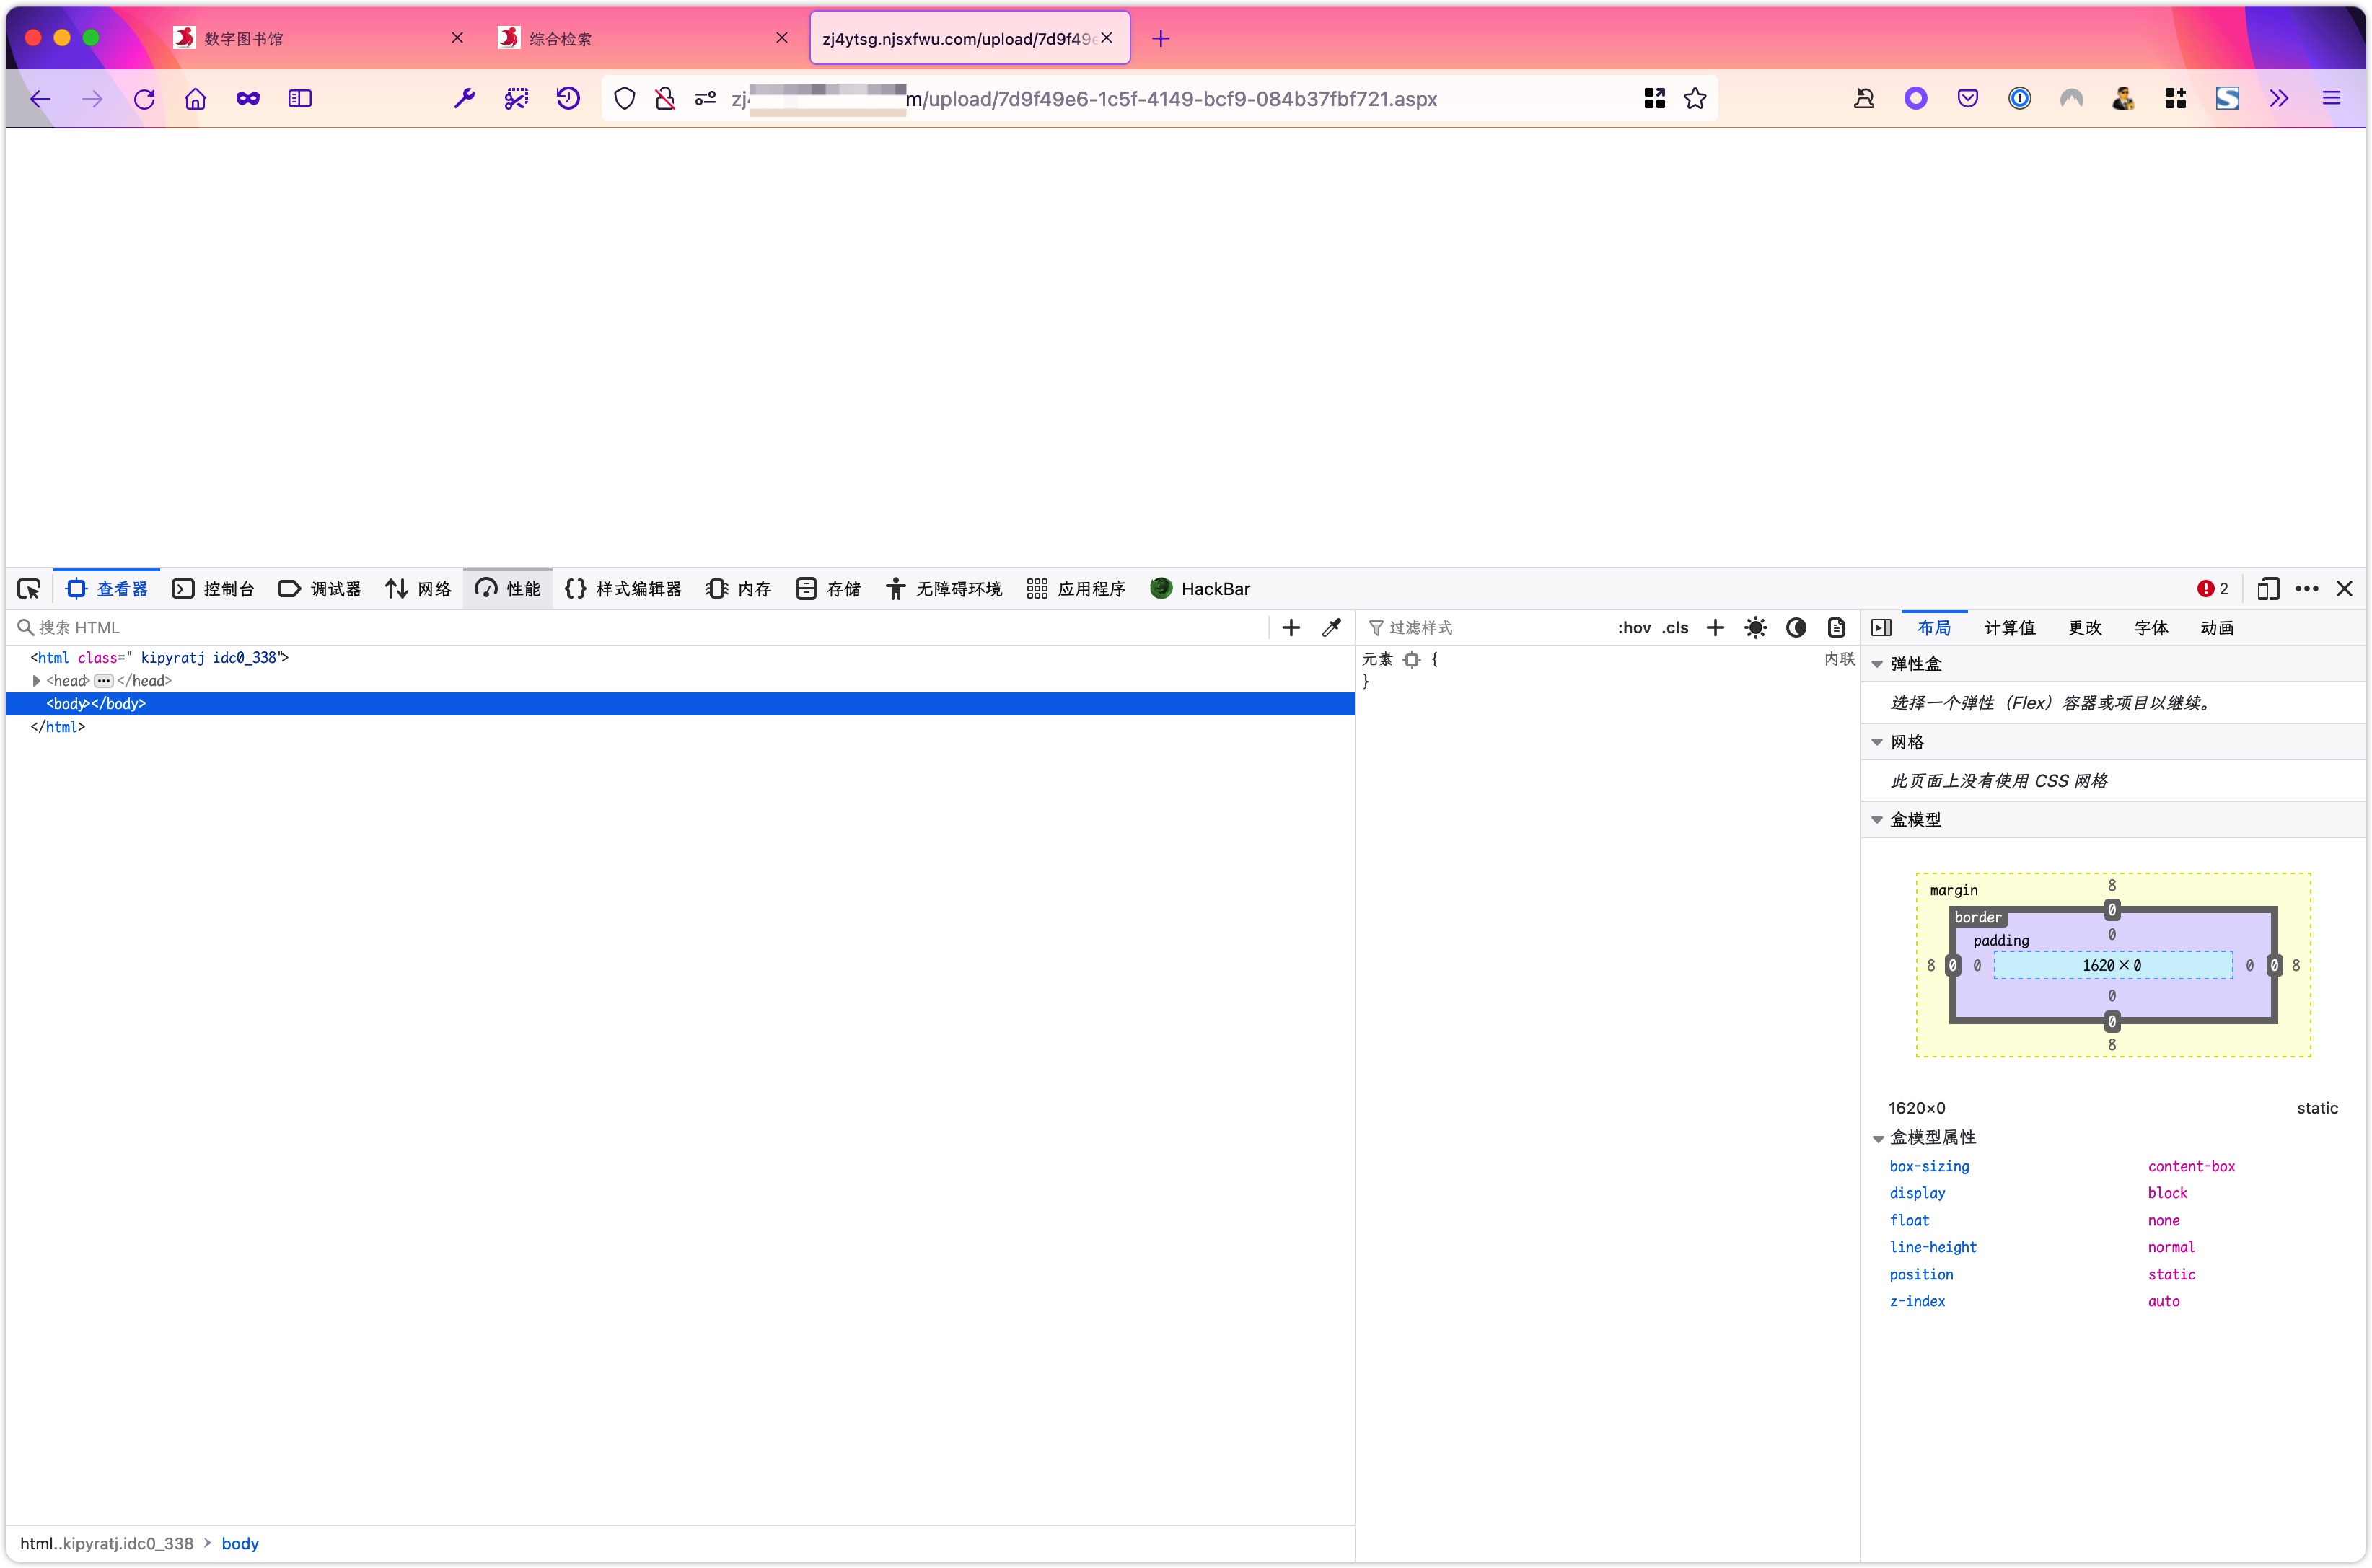 数字图书馆
综合检索
zj4ytsg.njsxfwu.com/upload/7d9f49e
zj
m/upload/7d9f49e6-1c5f-4149-bcf9-084b37fbf721.aspx
查看器 控制台 调试器 网络 性能 样式编辑器 内存 存储 无障碍环境 应用程序 HackBar 2
搜索 HTML
过滤样式 :hov .cls
布局 计算值 更改 字体 动画
<html class=" kipyratj idc0_338">
<head> </head>
<body></body>
</html>
元素 { 内联
}
弹性盒
选择一个弹性（Flex）容器或项目以继续。
网格
此页面上没有使用 CSS 网格
盒模型
margin 8
border 0
padding 0
8 0 0 1620×0 0 0 8
0
0
8
1620×0 static
盒模型属性
box-sizing content-box
display block
float none
line-height normal
position static
z-index auto
html..kipyratj.idc0_338 > body